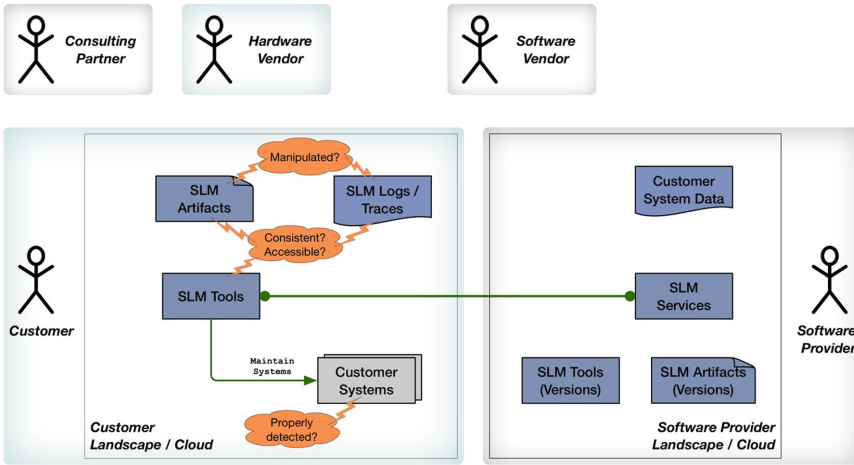 Consulting
Partner
Hardware
Vendor
Software
Vendor
Manipulated?
SLM
Artifacts
SLM Logs /
Traces
Customer
System Data
Consistent?
Accessible?
SLM Tools
SLM
Services
Customer
Software
Provider
Maintain
Systems
Customer
Systems
SLM Tools
(Versions)
SLM Artifacts
(Versions)
Properly
detected?
Customer
Landscape / Cloud
Software Provider
Landscape / Cloud